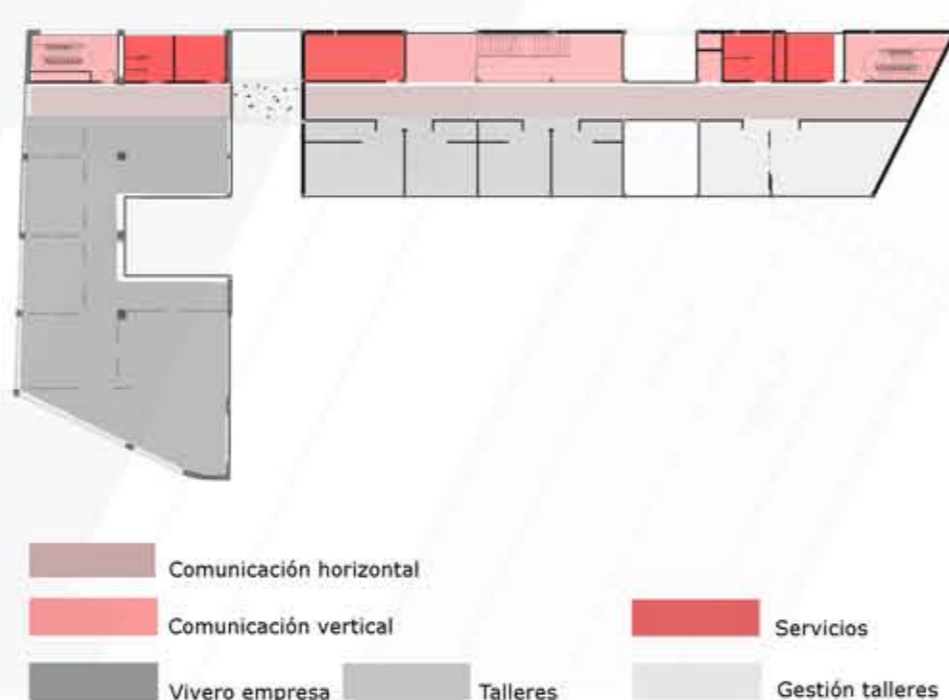 Comunicación horizontal
Comunicación vertical
Servicios
Vivero empresa
Talleres
Gestión talleres